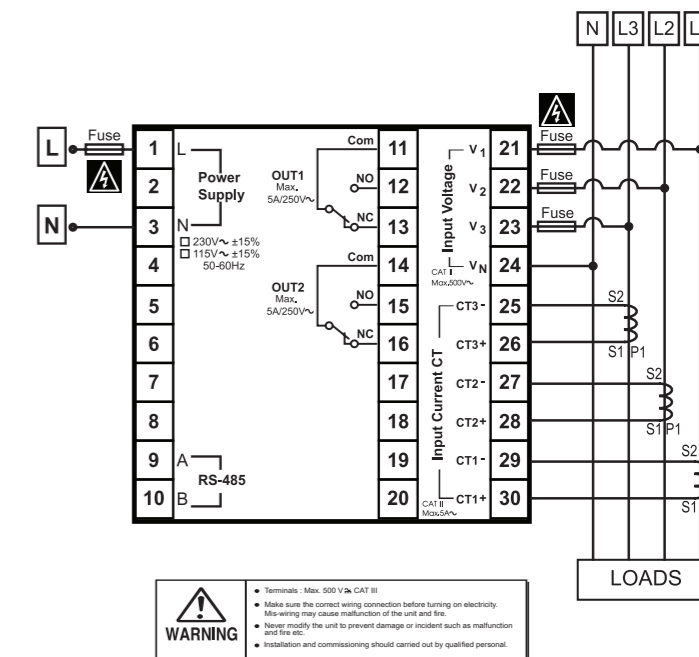 N L3 L2 L
L Fuse
N
1 L
2
3 N
4
5
6
7
8
9 A
10 B
Power
Supply
230V~ ±15%
115V~ ±15%
50-60Hz
RS-485
OUT1
Max.
5A/250V~
Com
NO
NC
OUT2
Max.
5A/250V~
Com
NO
NC
11
12
13
14
15
16
17
18
19
20
Input Voltage
CAT II
Max.500V~
Input Current CT
CAT II
Max.5A~
V1 21 Fuse
V2 22 Fuse
V3 23 Fuse
VN 24
CT3- 25 S2
CT3+ 26 S1 P1
CT2- 27 S2
CT2+ 28 S1 P1
CT1- 29 S2
CT1+ 30 S1
LOADS
WARNING
• Terminals : Max. 500 V CAT III
• Make sure the correct wiring connection before turning on electricity.
Mis-wiring may cause malfunction of the unit and fire.
• Never modify the unit to prevent damage or incident such as malfunction
and fire etc.
• Installation and commissioning should carried out by qualified personal.